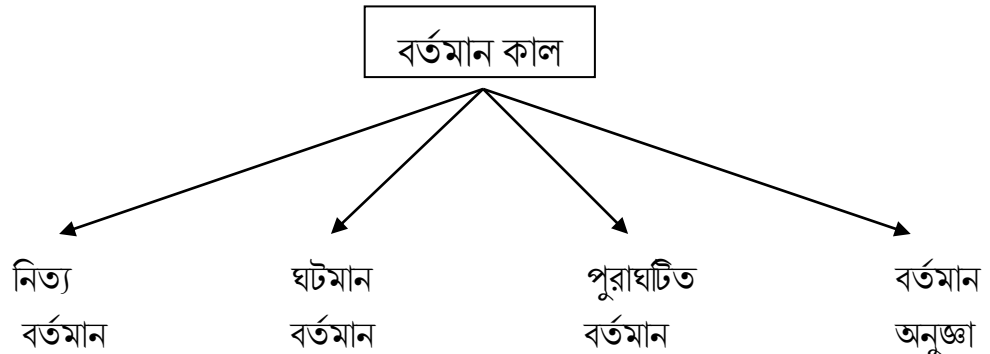 বর্তমান কাল
নিত্য
বর্তমান
ঘটমান
বর্তমান
পুরাঘটিত
বর্তমান
বর্তমান
অনুজ্ঞা